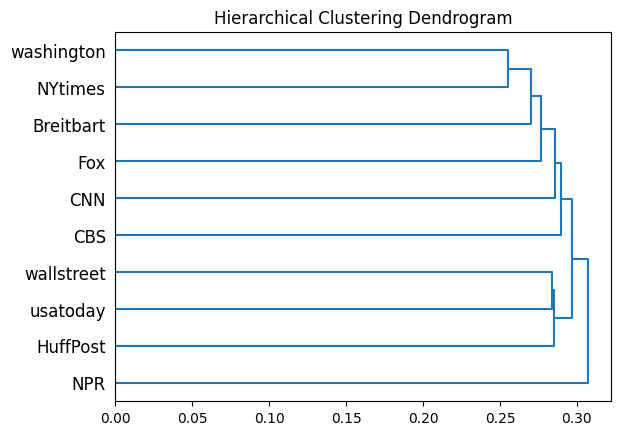 Hierarchical Clustering Dendrogram
washington
NYtimes
Breitbart
Fox
CNN
CBS
wallstreet
usatoday
HuffPost
NPR
0.00 0.05 0.10 0.15 0.20 0.25 0.30